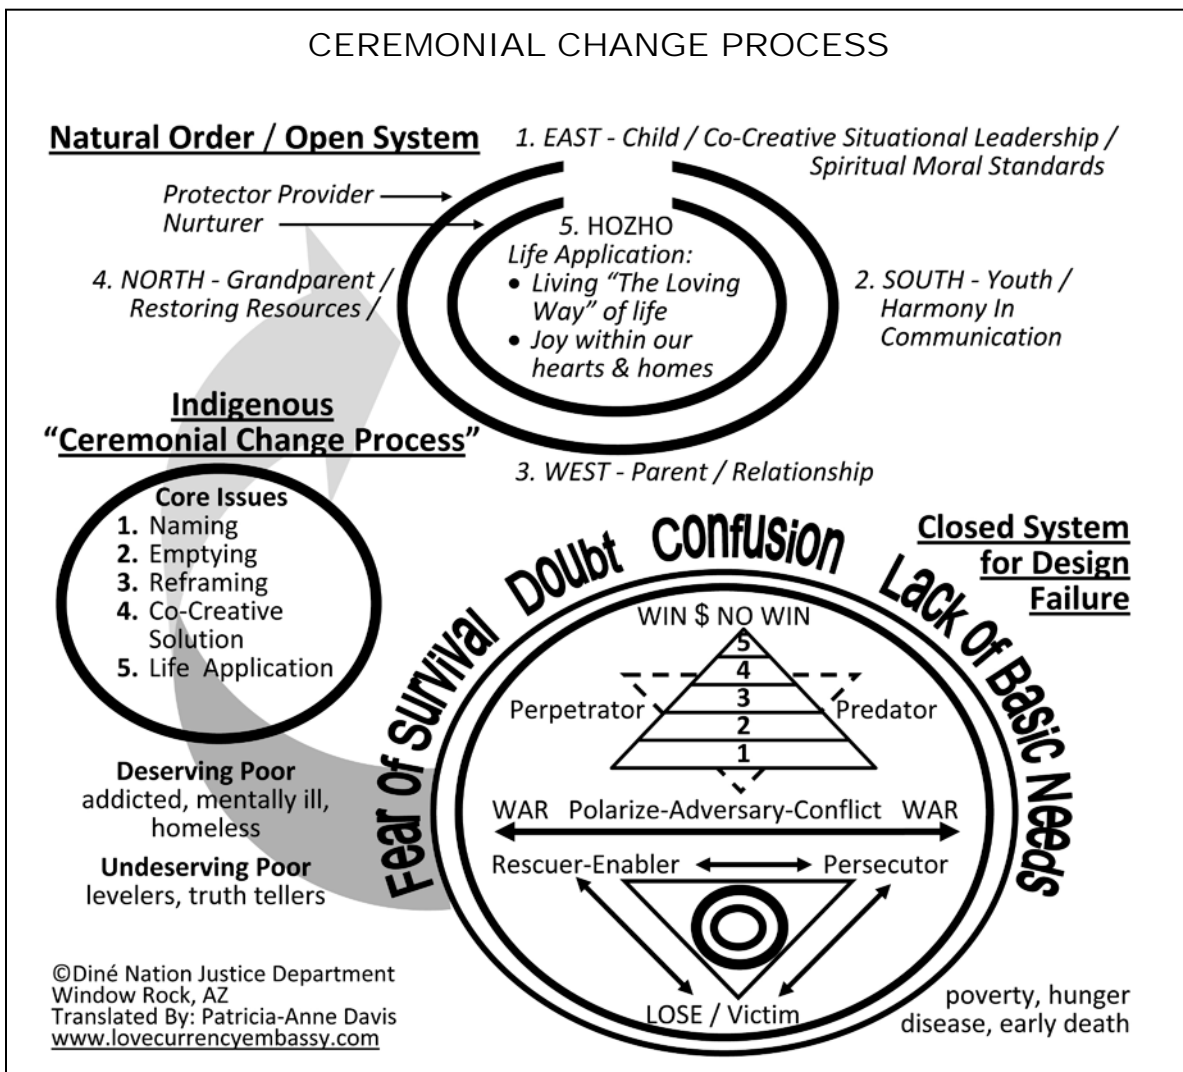 CEREMONIAL CHANGE PROCESS
Natural Order / Open System
1. EAST - Child / Co-Creative Situational Leadership /
Spiritual Moral Standards
Protector Provider
Nurturer
5. HOZHO
Life Application:
• Living “The Loving
Way” of life
• Joy within our
hearts & homes
4. NORTH - Grandparent /
Restoring Resources /
2. SOUTH - Youth /
Harmony In
Communication
3. WEST - Parent / Relationship
Indigenous
“Ceremonial Change Process”
Core Issues
1. Naming
2. Emptying
3. Reframing
4. Co-Creative
Solution
5. Life Application
Deserving Poor
addicted, mentally ill,
homeless
Undeserving Poor
levelers, truth tellers
Closed System
for Design
Failure
Fear Of Survival Doubt Confusion Lack Of Basic Needs
WIN $ NO WIN
5
4
3
2
1
Perpetrator
Predator
WAR Polarize-Adversary-Conflict WAR
Rescuer-Enabler
Persecutor
LOSE / Victim
poverty, hunger
disease, early death
©Diné Nation Justice Department
Window Rock, AZ
Translated By: Patricia-Anne Davis
www.lovecurrencyembassy.com